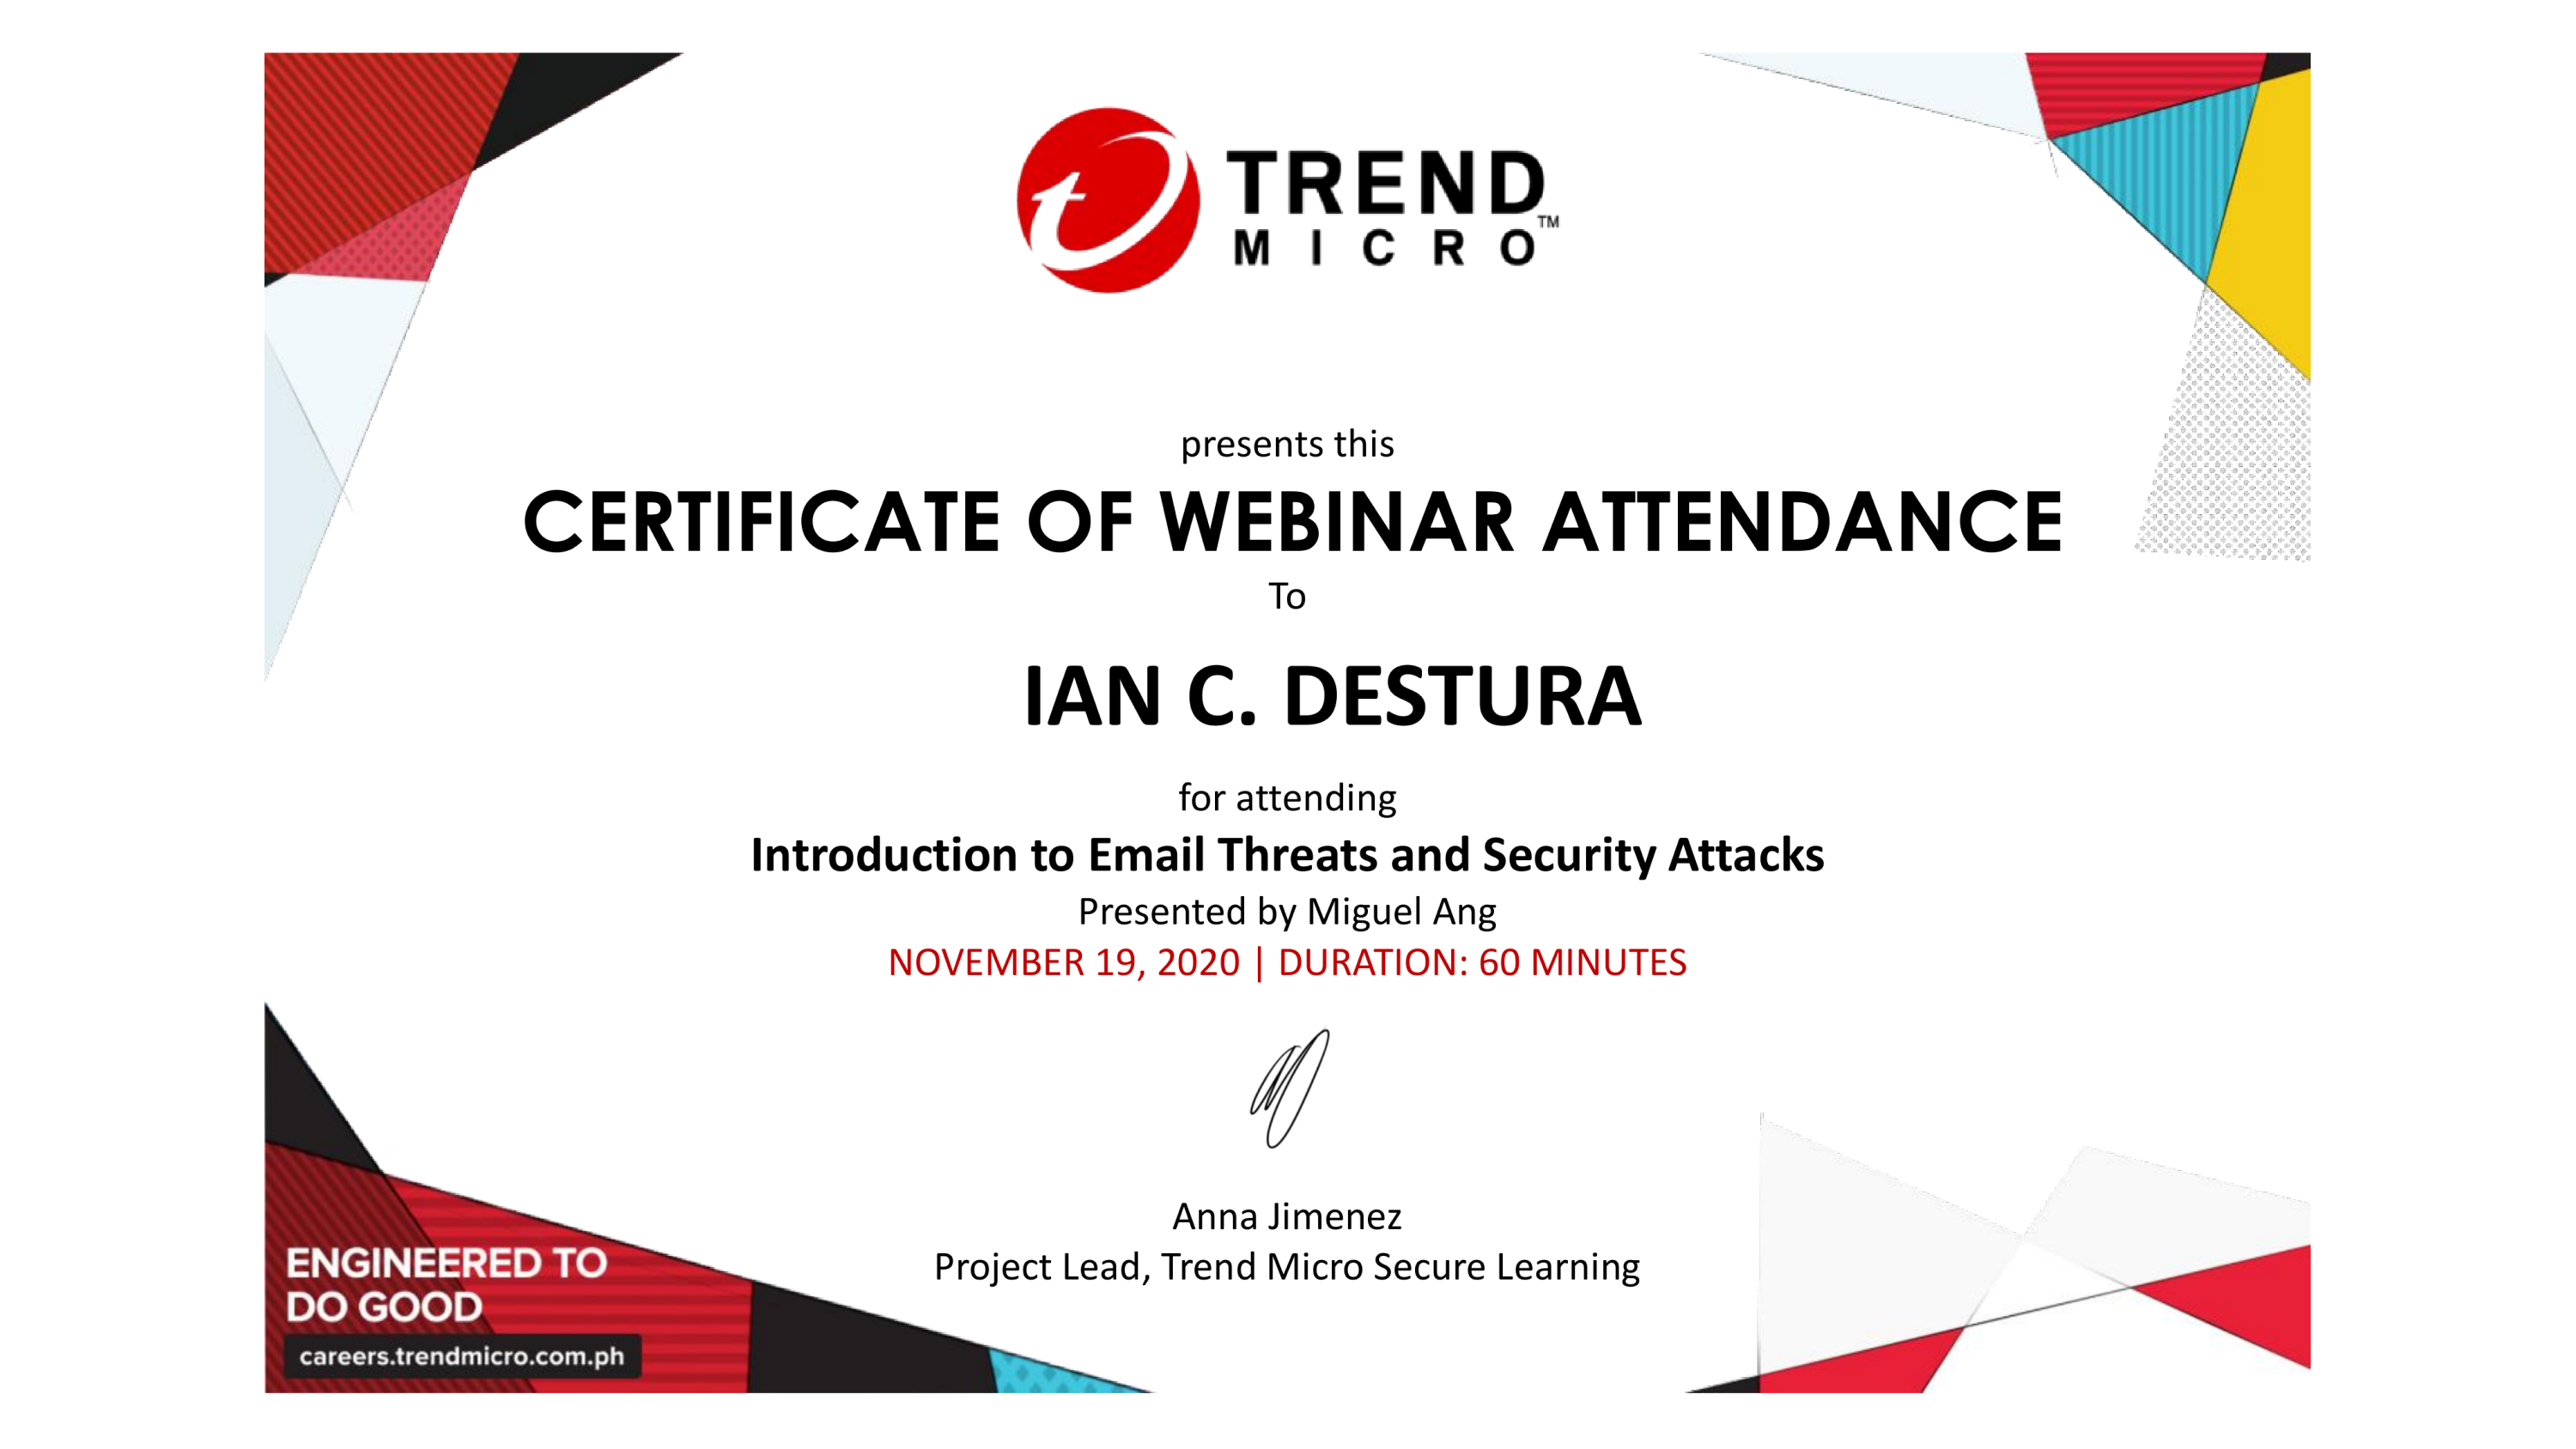 TREND
MICRO™
presents this
CERTIFICATE OF WEBINAR ATTENDANCE
To
IAN C. DESTURA
for attending
Introduction to Email Threats and Security Attacks
Presented by Miguel Ang
NOVEMBER 19, 2020 | DURATION: 60 MINUTES
Anna Jimenez
Project Lead, Trend Micro Secure Learning
ENGINEERED TO
DO GOOD
careers.trendmicro.com.ph